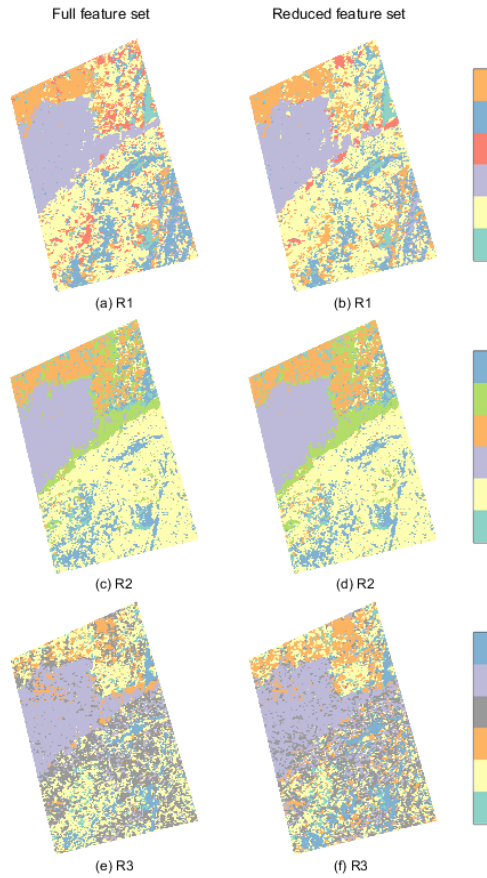 Full feature set Reduced feature set
(a) R1 (b) R1
(c) R2 (d) R2
(e) R3 (f) R3